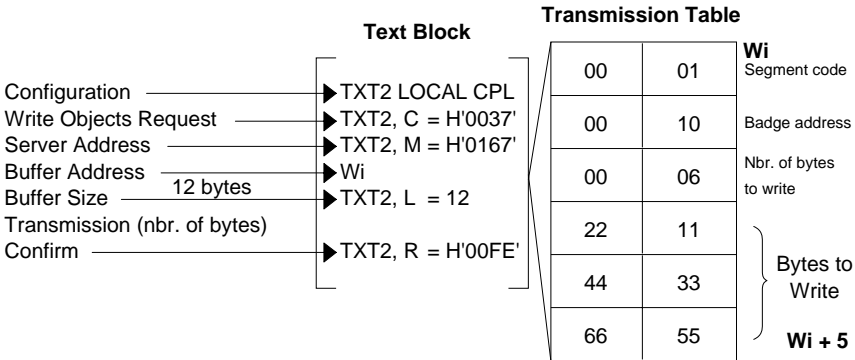 Transmission Table
Text Block
Wi
00 01 Segment code
Configuration TXT2 LOCAL CPL
Write Objects Request TXT2, C = H'0037'
00 10 Badge address
Server Address TXT2, M = H'0167'
Buffer Address Wi
00 06 Nbr. of bytes
to write
12 bytes
Buffer Size TXT2, L = 12
Transmission (nbr. of bytes)
22 11
Confirm TXT2, R = H'00FE'
44 33
Bytes to
Write
66 55
Wi + 5